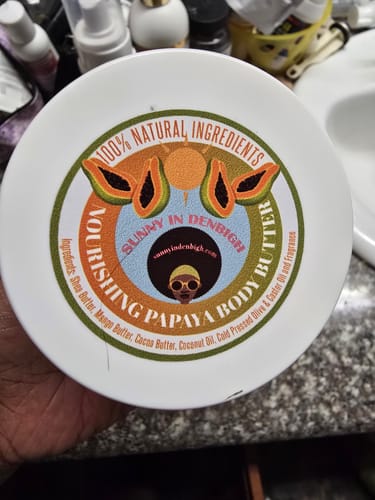 100% NATURAL INGREDIENTS
SUNNY IN DENBIGH
sunnyindenbigh.com
NOURISHING PAPAYA BODY BUTTER
Ingredients: Shea Butter, Mango Butter, Cocoa Butter, Coconut Oil, Cold Pressed Olive & Castor Oil and Fragrance